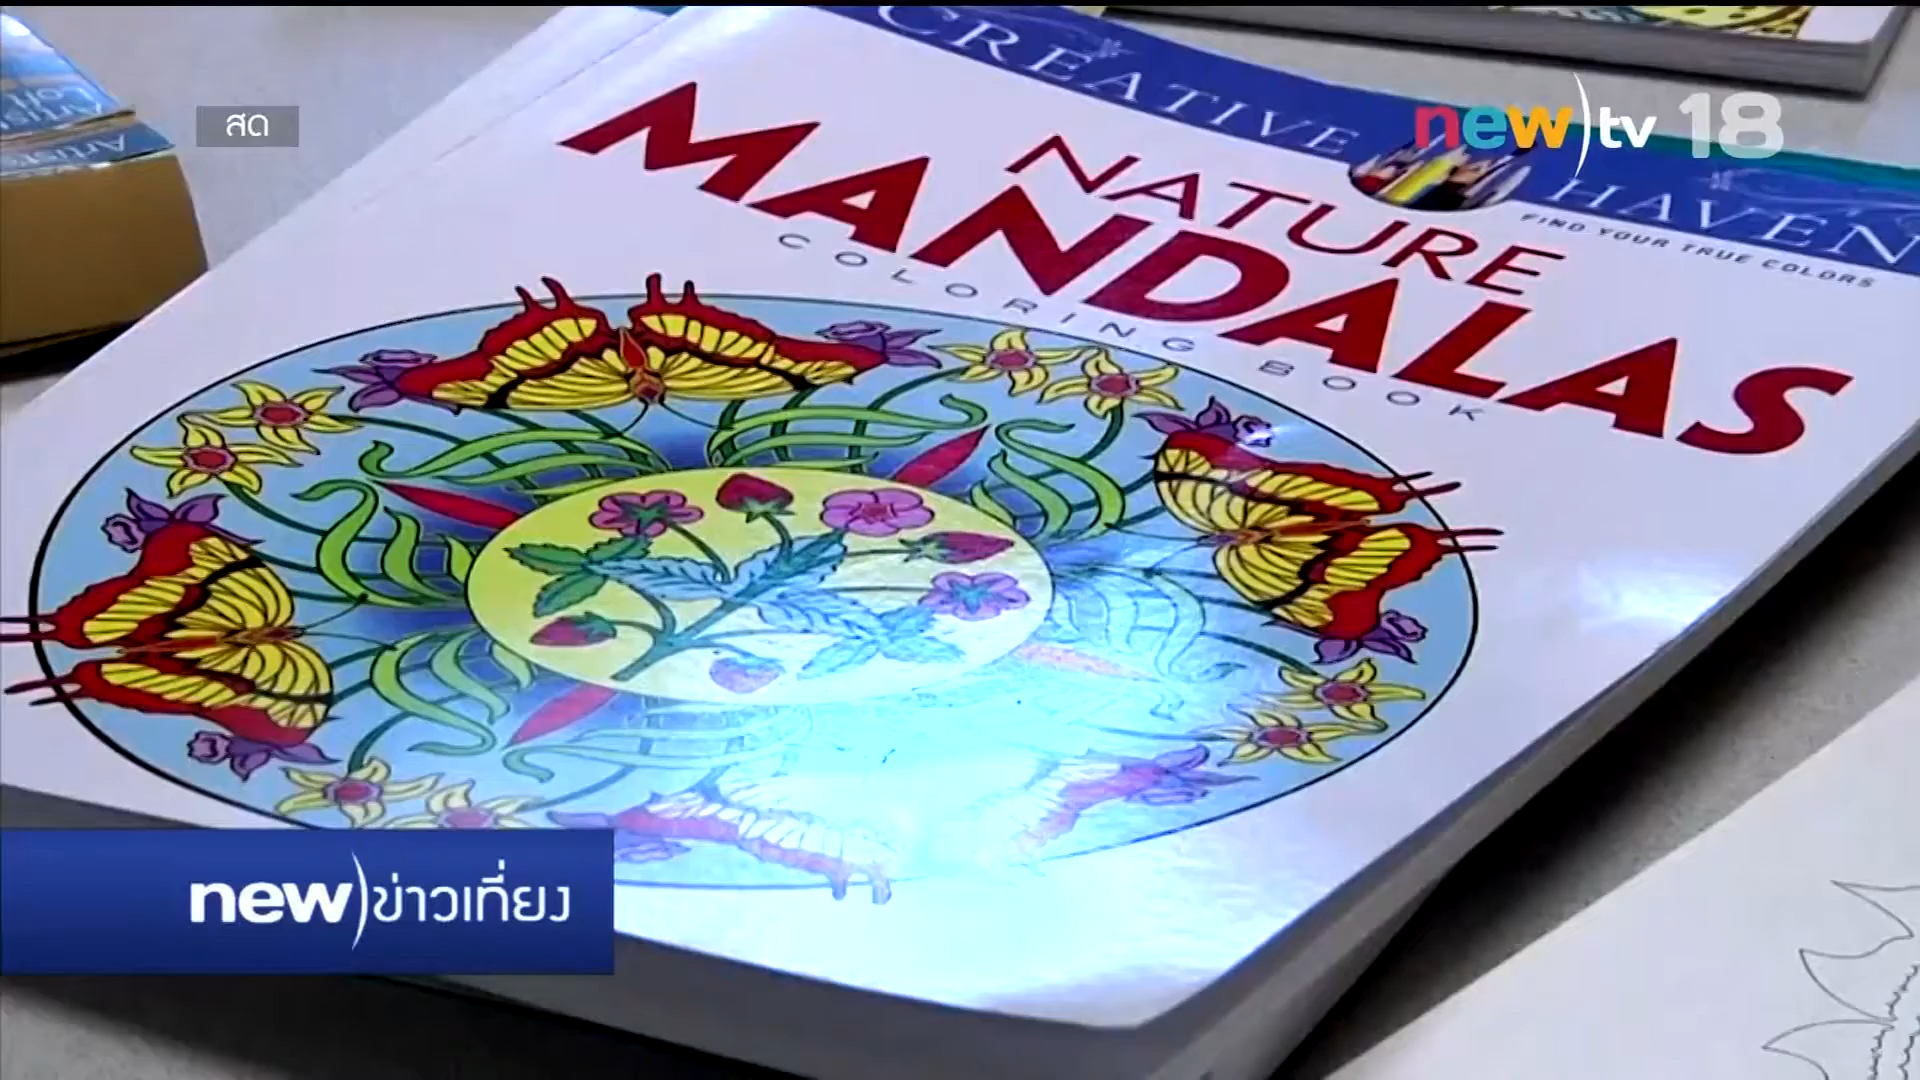 สด
new)tv 18
CREATIVE HAVEN
FIND YOUR TRUE COLORS
NATURE
MANDALAS
COLORING BOOK
Artists
new)ข่าวเที่ยง